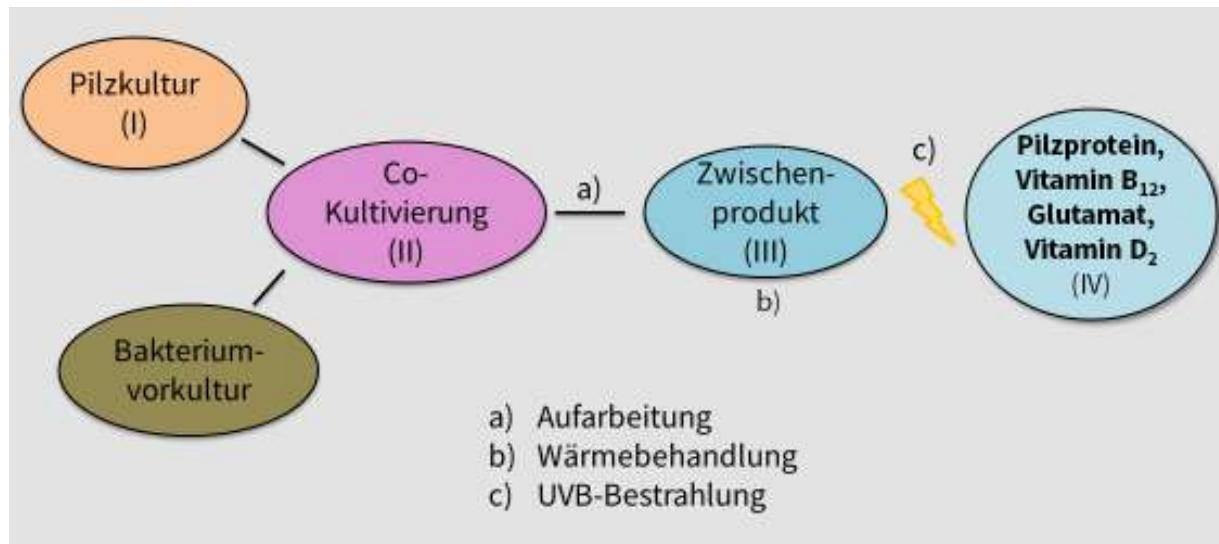 Pilzkultur
(I)
Co-
Kultivierung
(II)
a)
Zwischen-
produkt
(III)
b)
c)
Pilzprotein,
Vitamin B₁₂,
Glutamat,
Vitamin D₂
(IV)
Bakterium-
vorkultur
a) Aufarbeitung
b) Wärmebehandlung
c) UVB-Bestrahlung